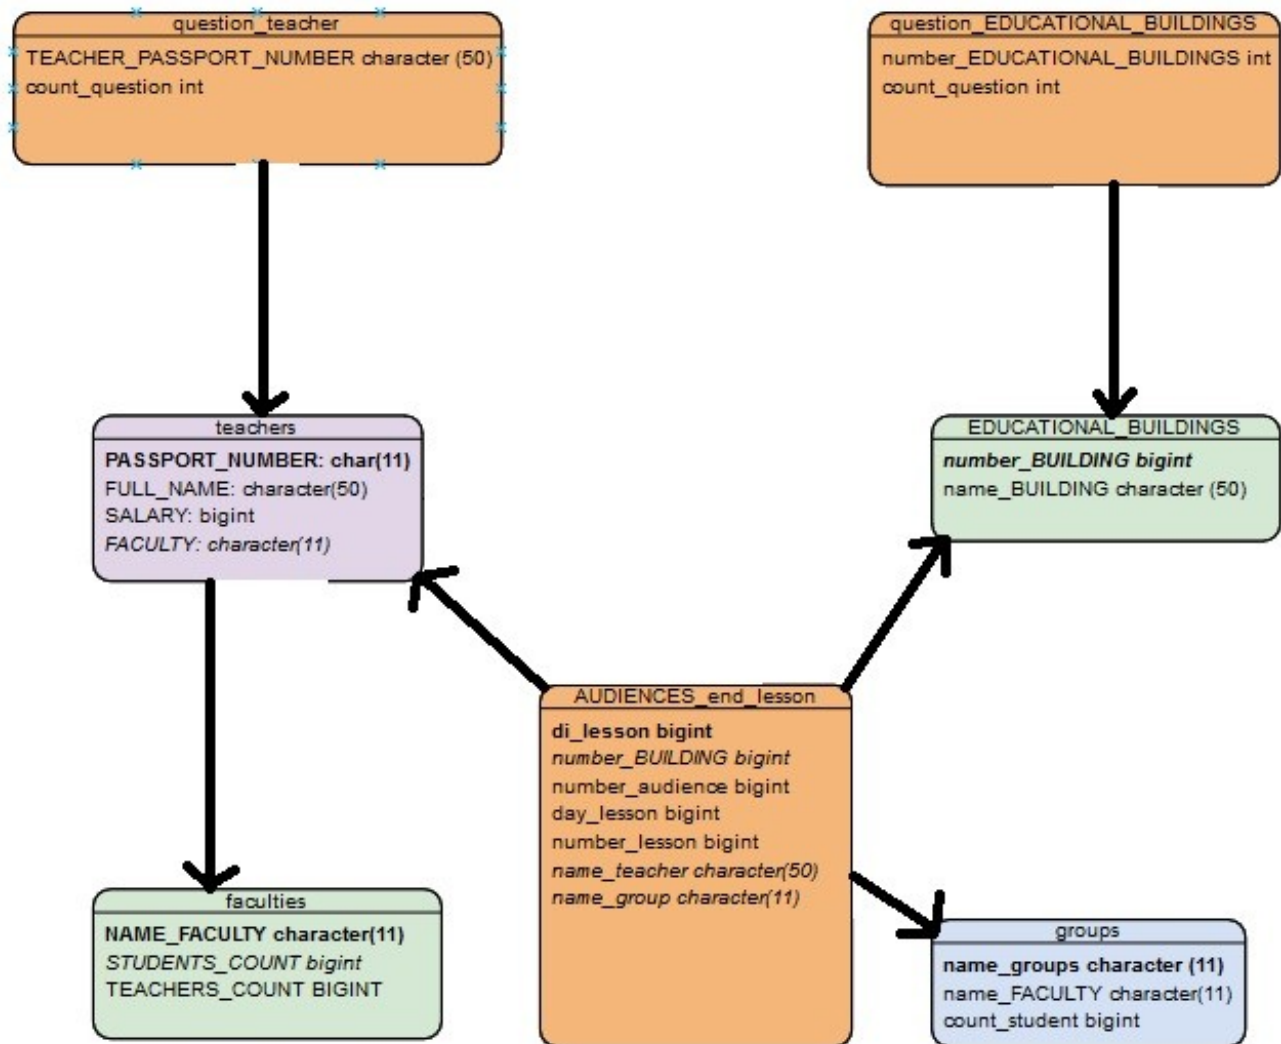 question_teacher
TEACHER_PASSPORT_NUMBER character (50)
count_question int
question_EDUCATIONAL_BUILDINGS
number_EDUCATIONAL_BUILDINGS int
count_question int
teachers
PASSPORT_NUMBER: char(11)
FULL_NAME: character(50)
SALARY: bigint
FACULTY: character(11)
EDUCATIONAL_BUILDINGS
number_BUILDING bigint
name_BUILDING character (50)
AUDIENCES_end_lesson
di_lesson bigint
number_BUILDING bigint
number_audience bigint
day_lesson bigint
number_lesson bigint
name_teacher character(50)
name_group character(11)
faculties
NAME_FACULTY character(11)
STUDENTS_COUNT bigint
TEACHERS_COUNT BIGINT
groups
name_groups character (11)
name_FACULTY character(11)
count_student bigint